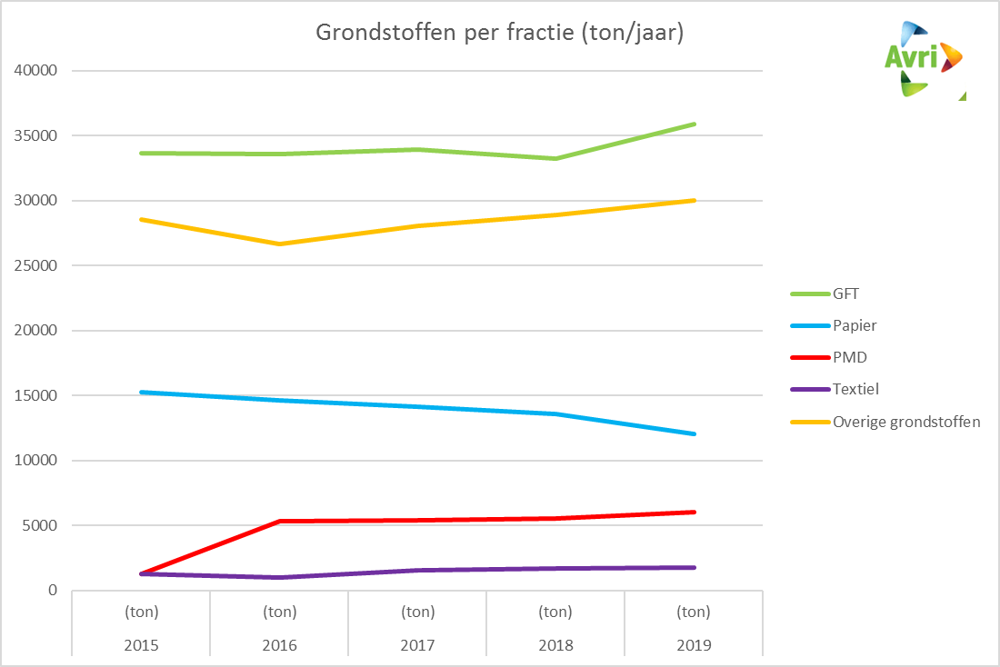 Grondstoffen per fractie (ton/jaar)
Avri
40000
35000
30000
25000
20000
15000
10000
5000
0
(ton) (ton) (ton) (ton) (ton)
2015 2016 2017 2018 2019
GFT
Papier
PMD
Textiel
Overige grondstoffen